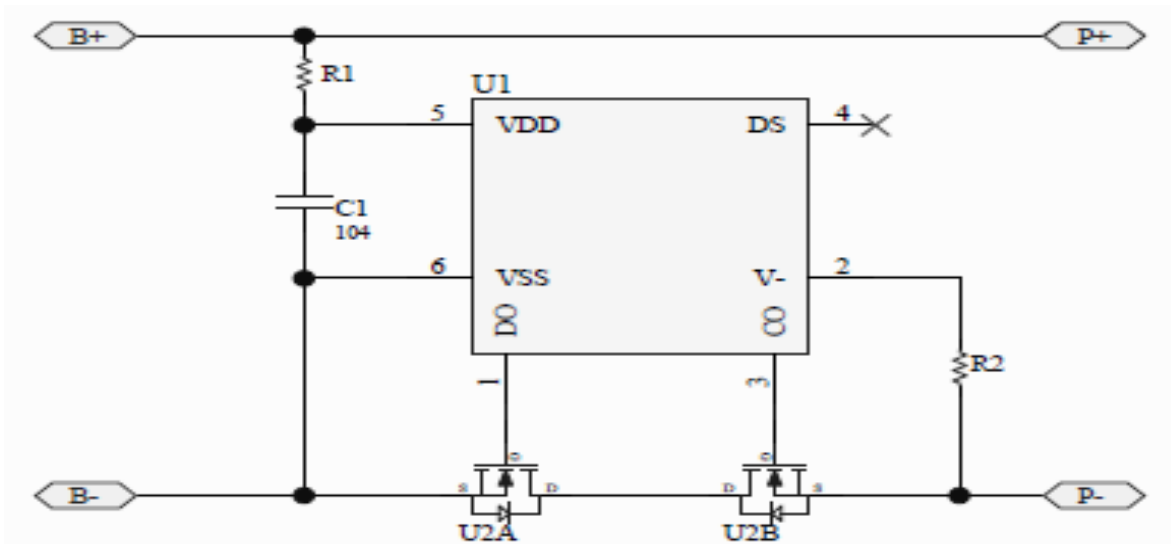 B+
P+
R1
U1
5
VDD
DS
4
C1
104
6
VSS
V-
2
DO
CO
R2
1
3
G
G
B-
S
D
D
S
P-
U2A
U2B